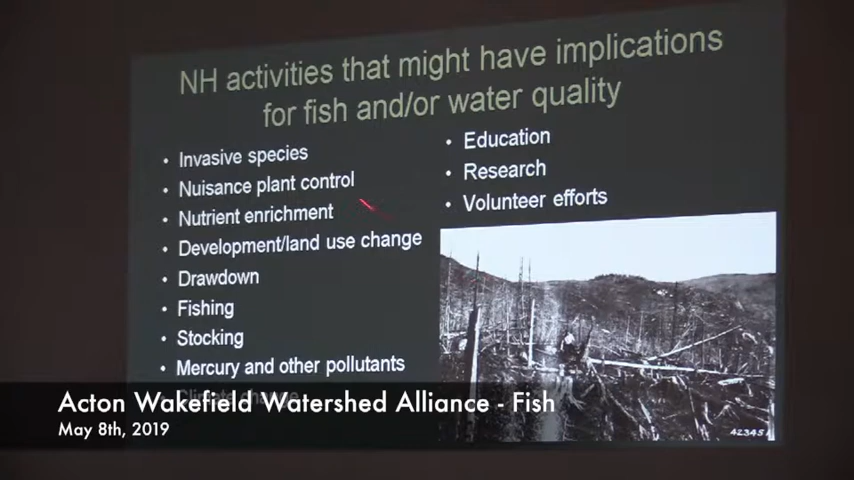 NH activities that might have implications
for fish and/or water quality
• Invasive species
• Nuisance plant control
• Nutrient enrichment
• Development/land use change
• Drawdown
• Fishing
• Stocking
• Mercury and other pollutants
Climate change
• Education
• Research
• Volunteer efforts
Acton Wakefield Watershed Alliance - Fish
May 8th, 2019